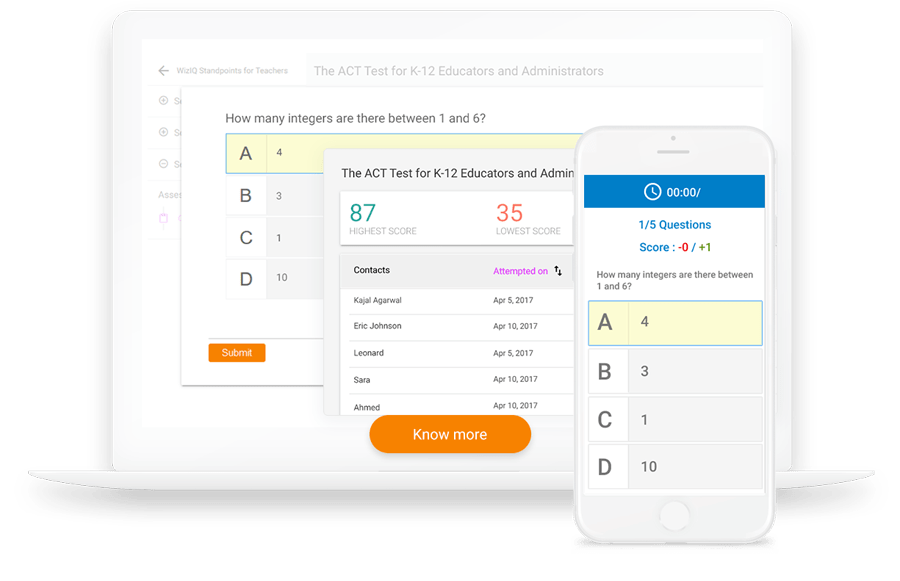 WizIQ Standpoints for Teachers
The ACT Test for K-12 Educators and Administrators
How many integers are there between 1 and 6?
A 4
B 3
C 1
D 10
Submit
The ACT Test for K-12 Educators and
87 35
HIGHEST SCORE LOWEST SCORE
Contacts Attempted on
Kajal Agarwal Apr 5, 2017
Eric Johnson Apr 10, 2017
Leonard Apr 5, 2017
Sara Apr 10, 2017
Ahmed Apr 10, 2017
Know more
00:00/
1/5 Questions
Score : -0 / +1
How many integers are there between
1 and 6?
A 4
B 3
C 1
D 10